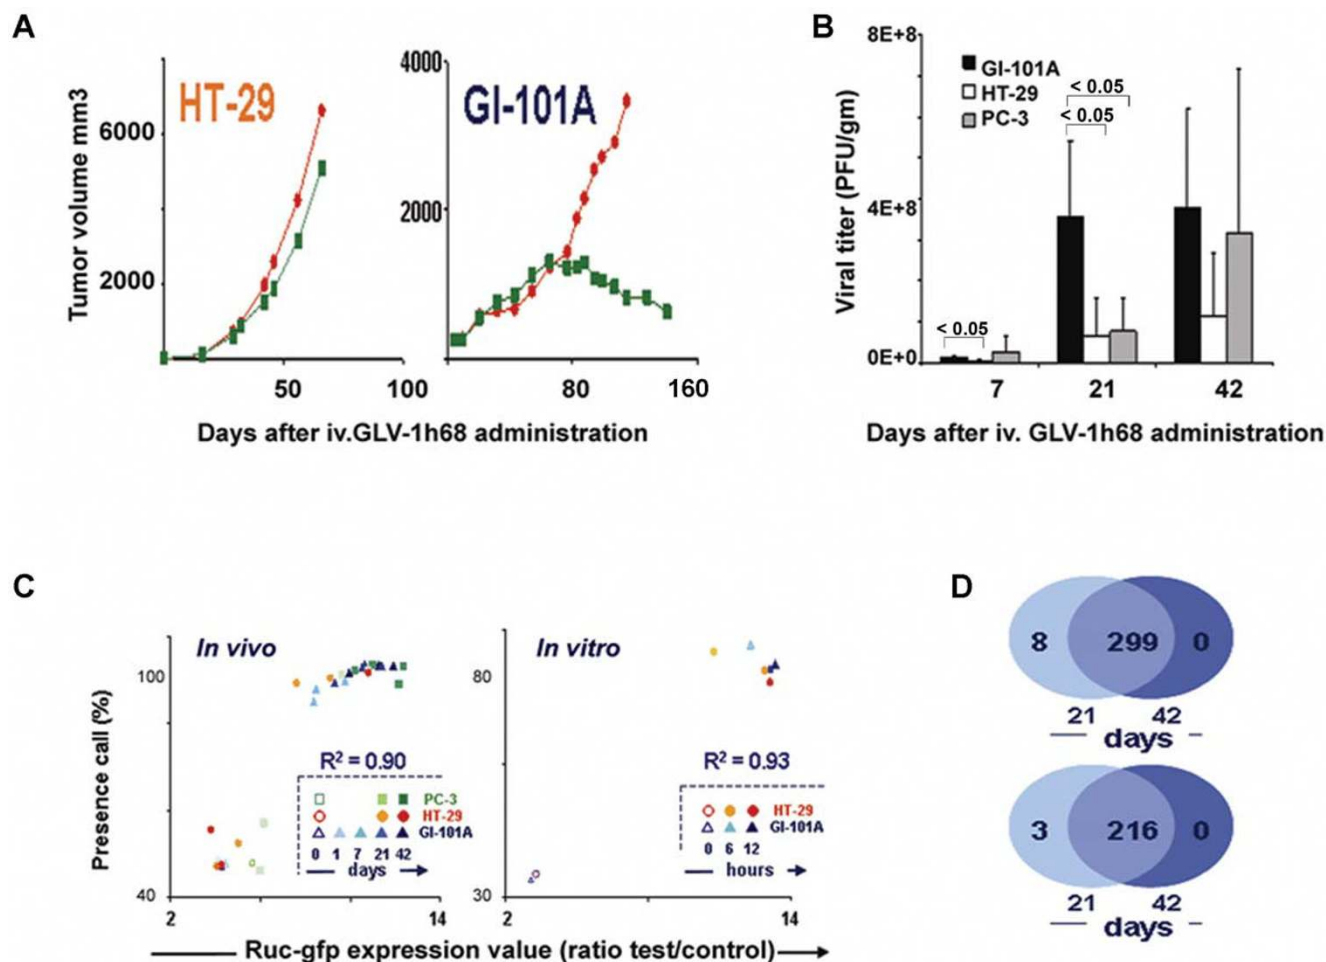 A
HT-29
Tumor volume mm3
6000
2000
50
100
GI-101A
4000
2000
80
160
Days after iv.GLV-1h68 administration
B
8E+8
4E+8
0E+0
Viral titer (PFU/gm)
GI-101A
HT-29
PC-3
< 0.05
< 0.05
< 0.05
7
21
42
Days after iv. GLV-1h68 administration
C
In vivo
Presence call (%)
100
40
2
14
R² = 0.90
PC-3
HT-29
GI-101A
0 1 7 21 42
days
In vitro
80
30
2
14
R² = 0.93
HT-29
GI-101A
0 6 12
hours
Ruc-gfp expression value (ratio test/control)
D
8 299 0
21 42
days
3 216 0
21 42
days